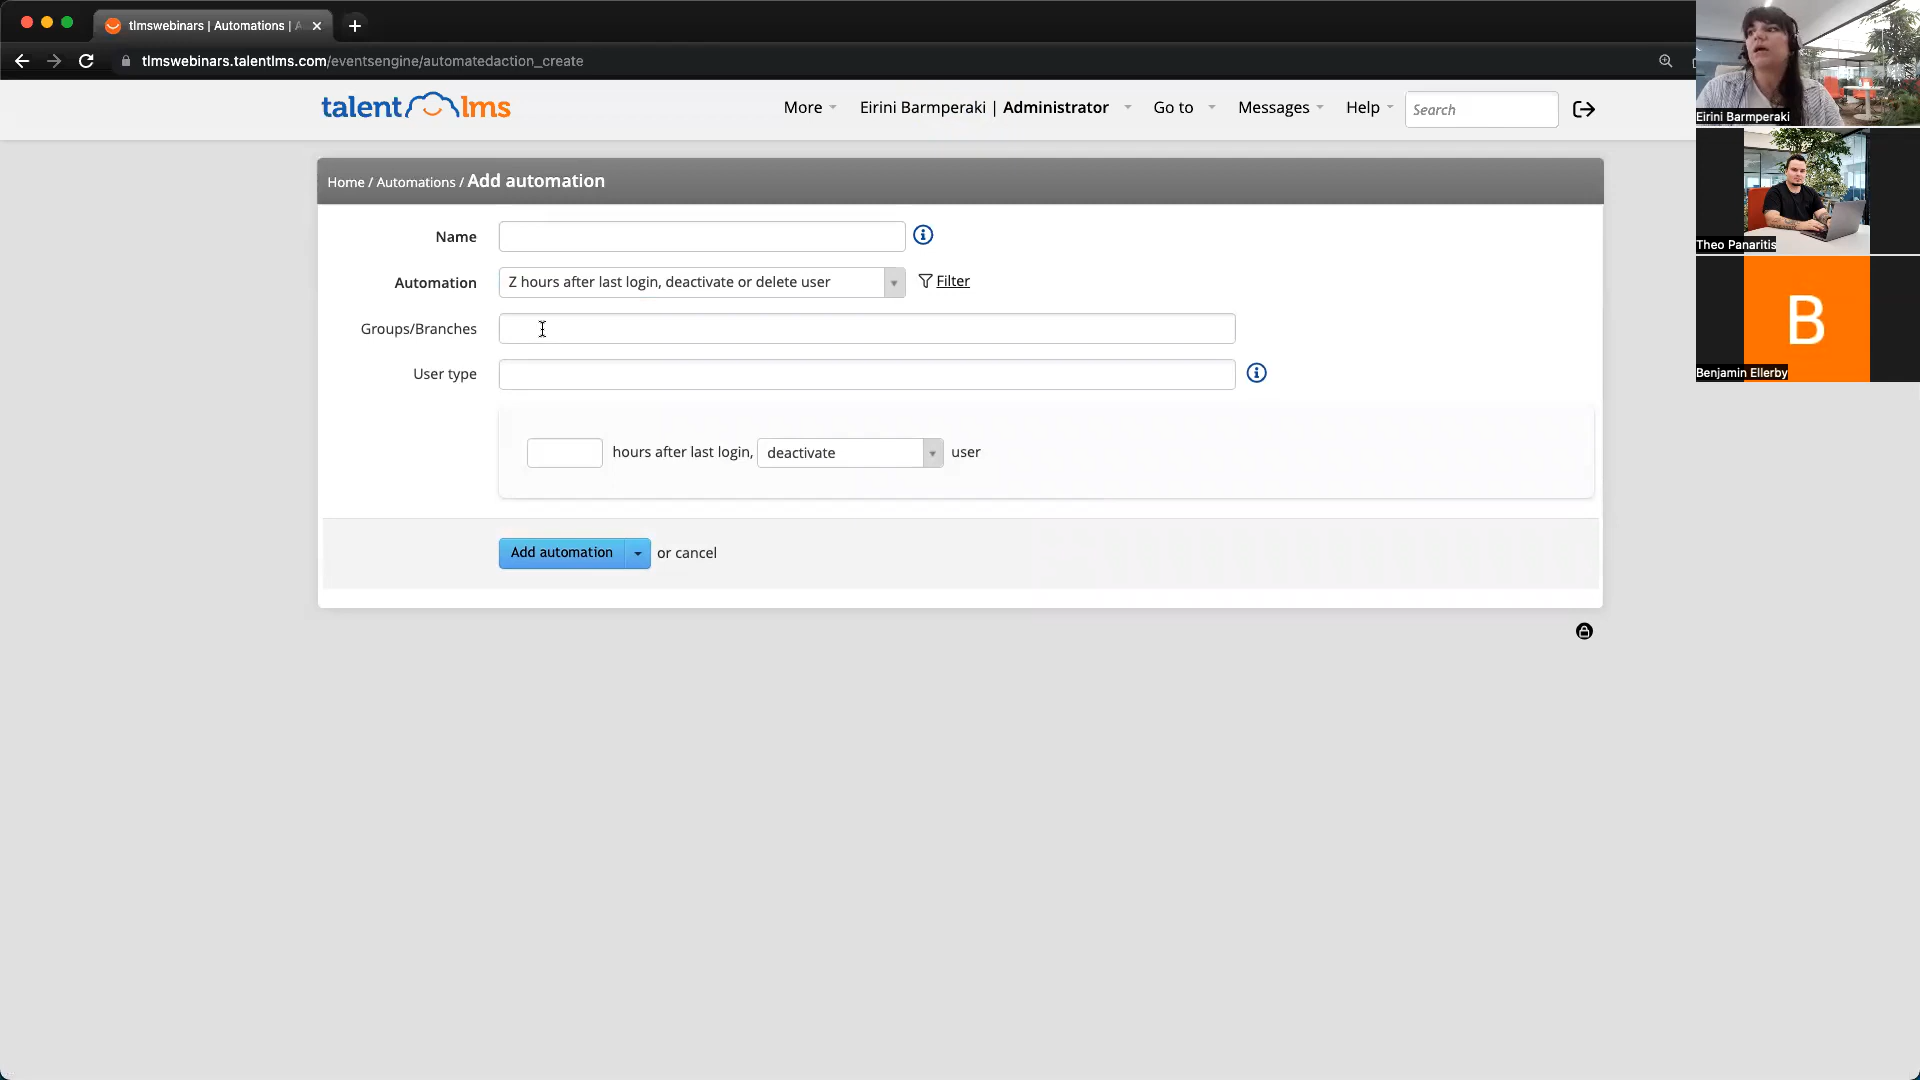 tlmswebinars | Automations |
tlmswebinars.talentlms.com/eventsengine/automatedaction_create
talentlms
More
Eirini Barmperaki | Administrator
Go to
Messages
Help
Search
Eirini Barmperaki
Home / Automations / Add automation
Name
Automation
Z hours after last login, deactivate or delete user
Filter
Groups/Branches
User type
hours after last login, deactivate user
Add automation or cancel
Theo Panaritis
B
Benjamin Ellerby